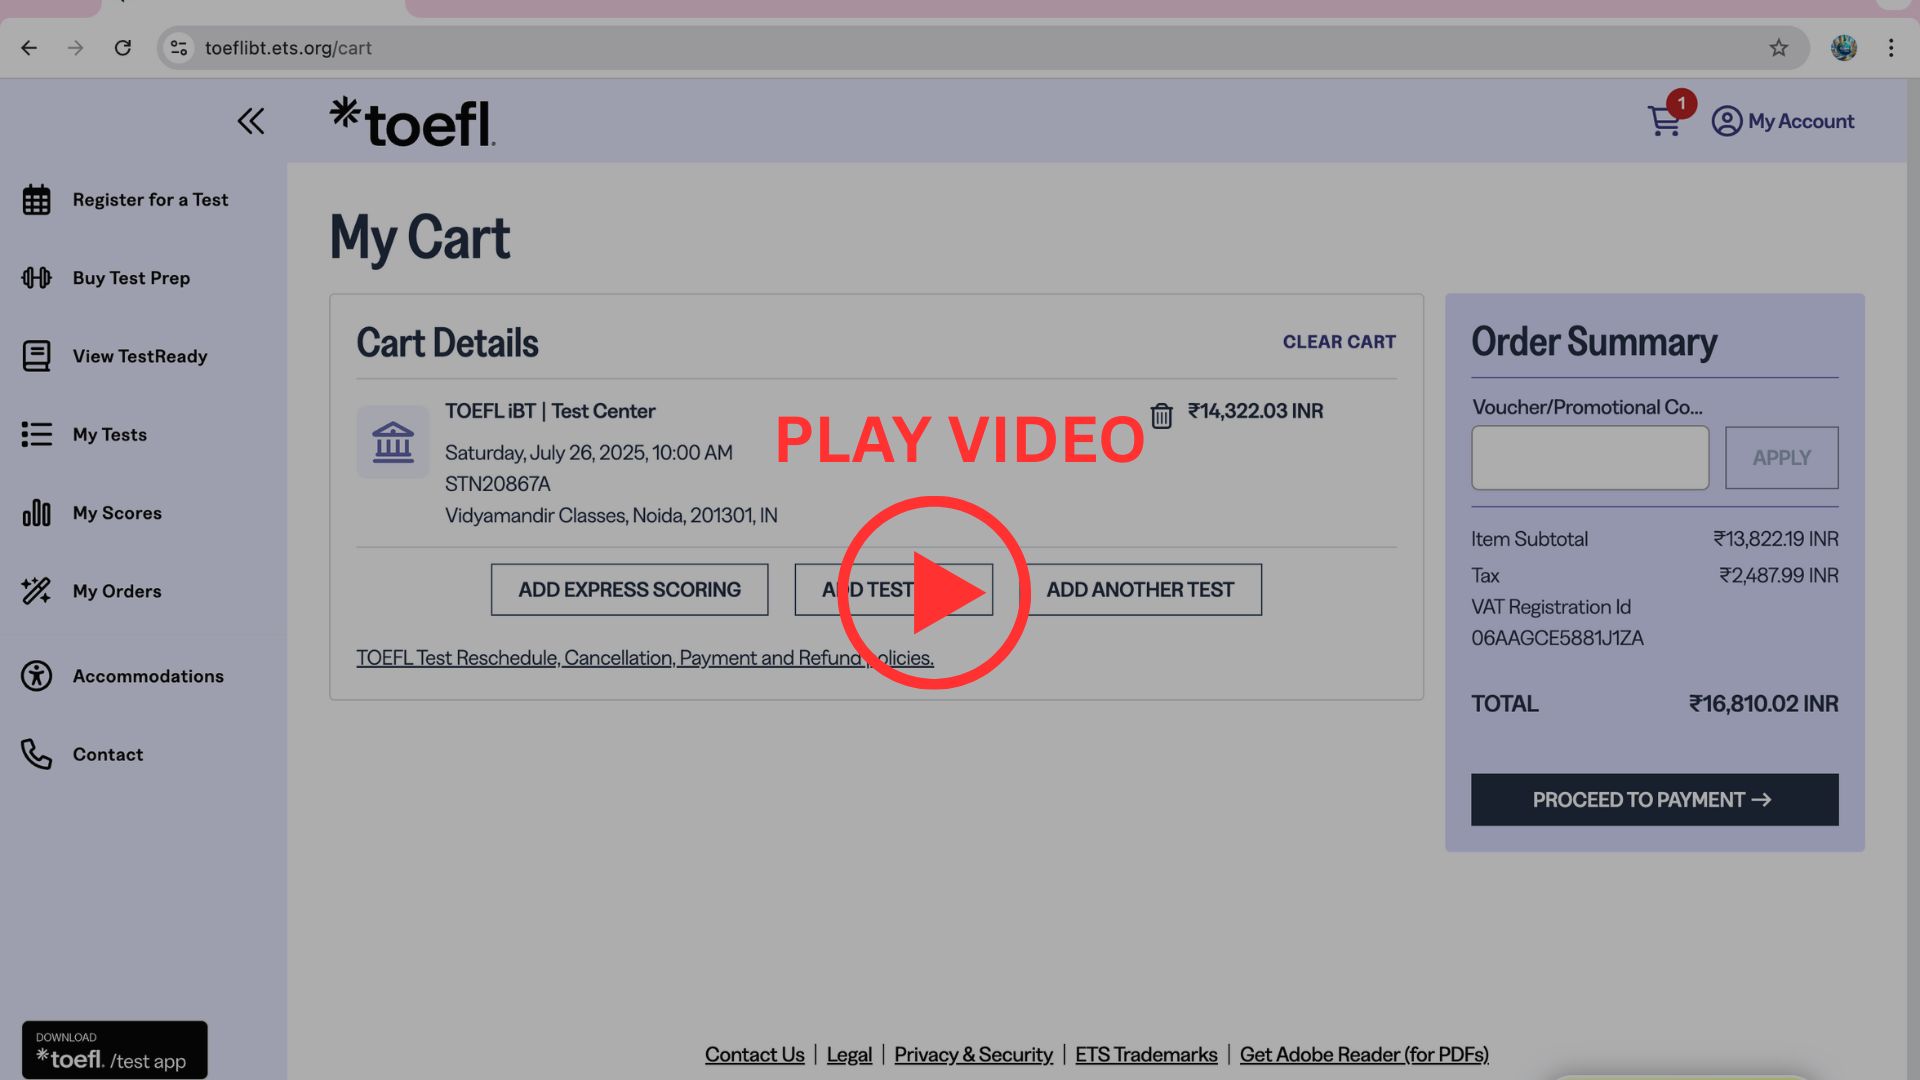 toeflibt.ets.org/cart
*toefl.
1
My Account
Register for a Test
Buy Test Prep
View TestReady
My Tests
My Scores
My Orders
Accommodations
Contact
DOWNLOAD
*toefl. /test app
My Cart
Cart Details
CLEAR CART
TOEFL iBT | Test Center
₹14,322.03 INR
Saturday, July 26, 2025, 10:00 AM
STN20867A
Vidyamandir Classes, Noida, 201301, IN
PLAY VIDEO
ADD EXPRESS SCORING
ADD TEST
ADD ANOTHER TEST
TOEFL Test Reschedule, Cancellation, Payment and Refund policies.
Order Summary
Voucher/Promotional Co...
APPLY
Item Subtotal ₹13,822.19 INR
Tax ₹2,487.99 INR
VAT Registration Id
06AAGCE5881J1ZA
TOTAL ₹16,810.02 INR
PROCEED TO PAYMENT →
Contact Us | Legal | Privacy & Security | ETS Trademarks | Get Adobe Reader (for PDFs)